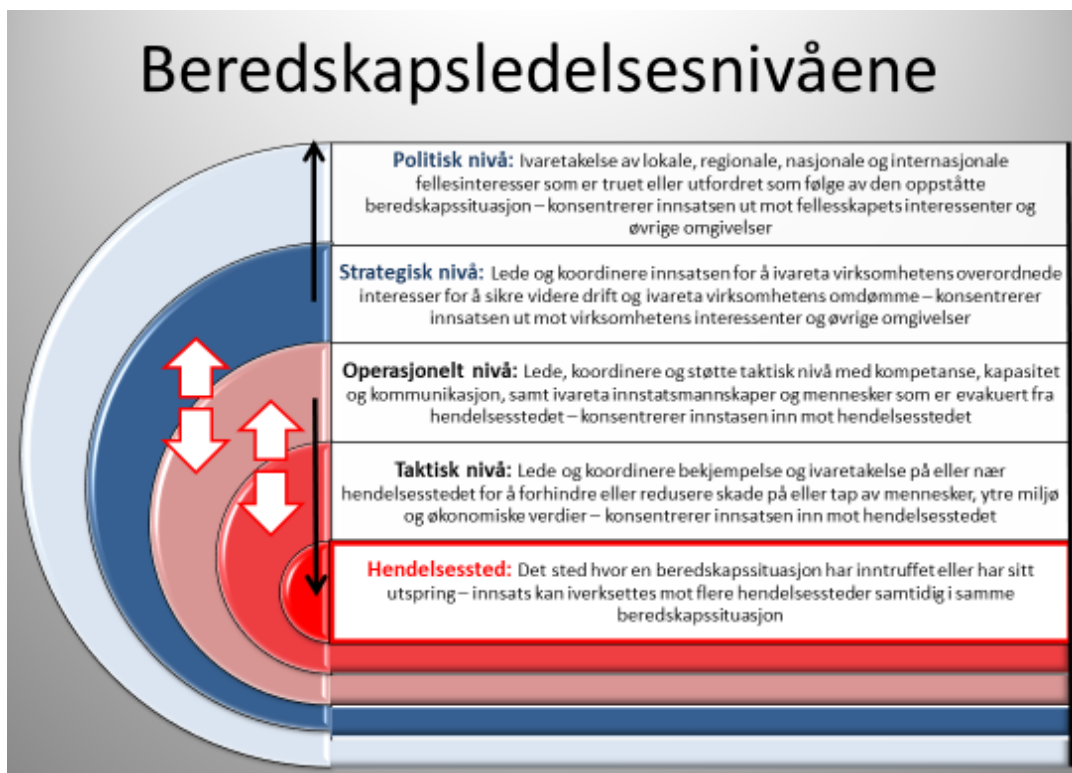 Beredskapsledelsesnivåene
Politisk nivå: Ivaretakelse av lokale, regionale, nasjonale og internasjonale
fellesinteresser som er truet eller utfordret som følge av den oppståtte
beredskapssituasjon – konsentrerer innsatsen ut mot fellesskapets interessenter og
øvrige omgivelser
Strategisk nivå: Lede og koordinere innsatsen for å ivareta virksomhetens overordnede
interesser for å sikre videre drift og ivareta virksomhetens omdømme – konsentrerer
innsatsen ut mot virksomhetens interessenter og øvrige omgivelser
Operasjonelt nivå: Lede, koordinere og støtte taktisk nivå med kompetanse, kapasitet
og kommunikasjon, samt ivareta innstatsmannskaper og mennesker som er evakuert fra
hendelsesstedet – konsentrerer innstasen inn mot hendelsesstedet
Taktisk nivå: Lede og koordinere bekjempelse og ivaretakelse på eller nær
hendelsesstedet for å forhindre eller redusere skade på eller tap av mennesker, ytre miljø
og økonomiske verdier – konsentrerer innsatsen inn mot hendelsesstedet
Hendelsessted: Det sted hvor en beredskapssituasjon har inntruffet eller har sitt
utspring – innsats kan iverksettes mot flere hendelsessteder samtidig i samme
beredskapssituasjon